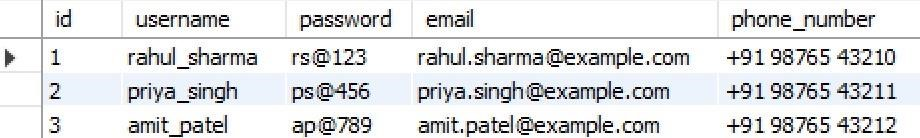 id username password email phone_number
1 rahul_sharma rs@123 rahul.sharma@example.com +91 98765 43210
2 priya_singh ps@456 priya.singh@example.com +91 98765 43211
3 amit_patel ap@789 amit.patel@example.com +91 98765 43212